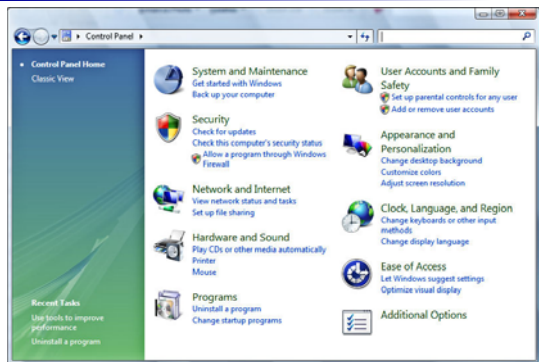 Control Panel
Control Panel Home
Classic View
Recent Tasks
Use tools to improve
performance
Uninstall a program
System and Maintenance
Get started with Windows
Back up your computer
Security
Check for updates
Check this computer's security status
Allow a program through Windows
Firewall
Network and Internet
View network status and tasks
Set up file sharing
Hardware and Sound
Play CDs or other media automatically
Printer
Mouse
Programs
Uninstall a program
Change startup programs
User Accounts and Family
Safety
Set up parental controls for any user
Add or remove user accounts
Appearance and
Personalization
Change desktop background
Customize colors
Adjust screen resolution
Clock, Language, and Region
Change keyboards or other input
methods
Change display language
Ease of Access
Let Windows suggest settings
Optimize visual display
Additional Options